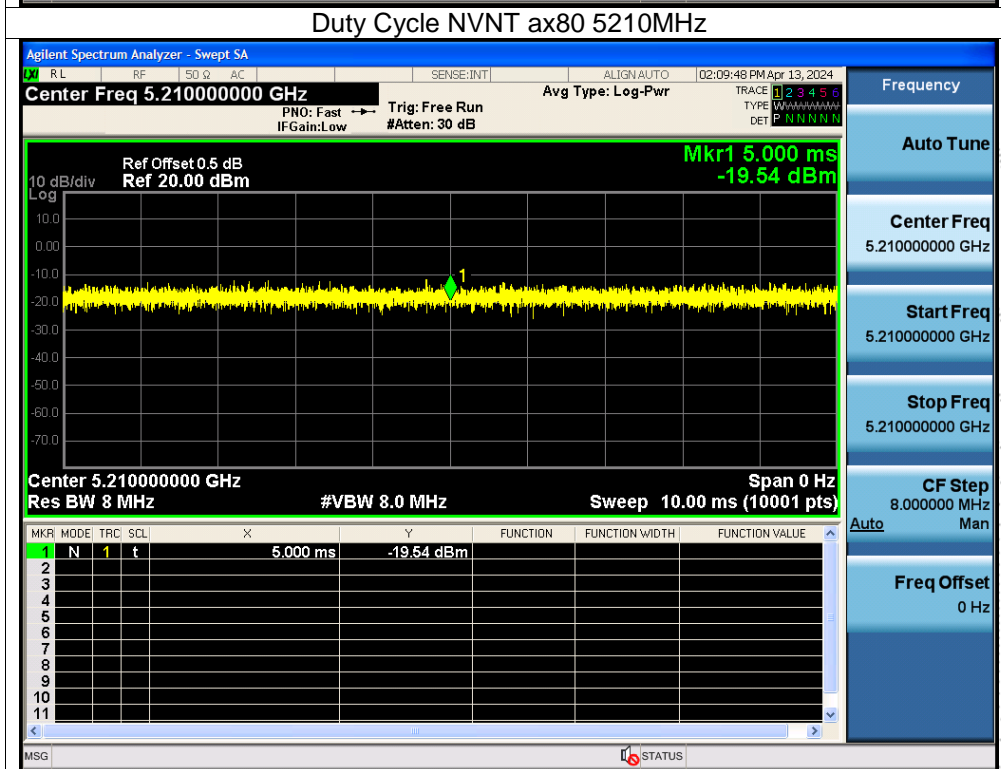 Duty Cycle NVNT ax80 5210MHz
Agilent Spectrum Analyzer - Swept SA
LXI RL RF 50 Ω AC SENSE:INT ALIGN AUTO 02:09:48 PM Apr 13, 2024
Center Freq 5.210000000 GHz
PNO: Fast
IFGain:Low
Trig: Free Run
#Atten: 30 dB
Avg Type: Log-Pwr
TRACE 1 2 3 4 5 6
TYPE WWWWWW
DET P N N N N N
Mkr1 5.000 ms
-19.54 dBm
Ref Offset 0.5 dB
10 dB/div Ref 20.00 dBm
Log
10.0
0.00
-10.0
-20.0
-30.0
-40.0
-50.0
-60.0
-70.0
1
Center 5.210000000 GHz Span 0 Hz
Res BW 8 MHz #VBW 8.0 MHz Sweep 10.00 ms (10001 pts)
MKR MODE TRC SCL X Y FUNCTION FUNCTION WIDTH FUNCTION VALUE
1 N 1 t 5.000 ms -19.54 dBm
2
3
4
5
6
7
8
9
10
11
MSG STATUS
Frequency
Auto Tune
Center Freq
5.210000000 GHz
Start Freq
5.210000000 GHz
Stop Freq
5.210000000 GHz
CF Step
8.000000 MHz
Auto Man
Freq Offset
0 Hz